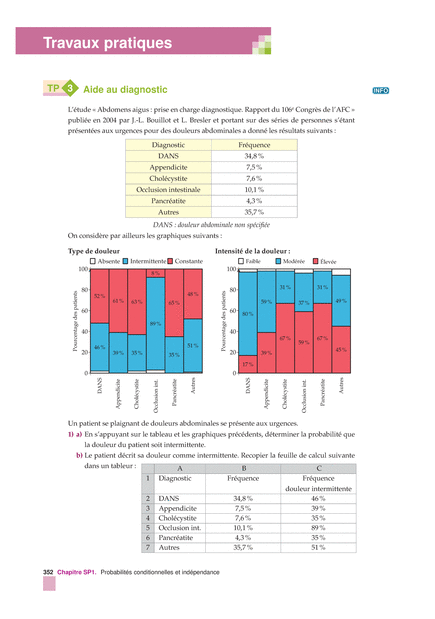 Travaux pratiques
TP 3 Aide au diagnostic
INFO
L'étude « Abdomens aigus : prise en charge diagnostique. Rapport du 106e Congrès de l'AFC »
publiée en 2004 par J.-L. Bouillot et L. Bresler et portant sur des séries de personnes s'étant
présentées aux urgences pour des douleurs abdominales a donné les résultats suivants :
Diagnostic Fréquence
DANS 34,8 %
Appendicite 7,5 %
Cholécystite 7,6 %
Occlusion intestinale 10,1 %
Pancréatite 4,3 %
Autres 35,7 %
DANS : douleur abdominale non spécifiée
On considère par ailleurs les graphiques suivants :
Type de douleur
Absente Intermittente Constante
Pourcentage des patients
100
80
60
40
20
0
52 % 61 % 63 % 8 % 65 % 48 %
46 % 39 % 35 % 89 % 35 % 51 %
DANS
Appendicite
Cholécystite
Occlusion int.
Pancréatite
Autres
Intensité de la douleur :
Faible Modérée Élevée
Pourcentage des patients
100
80
60
40
20
0
80 % 59 % 31 % 37 % 31 % 49 %
17 % 39 % 67 % 59 % 67 % 45 %
DANS
Appendicite
Cholécystite
Occlusion int.
Pancréatite
Autres
Un patient se plaignant de douleurs abdominales se présente aux urgences.
1) a) En s'appuyant sur le tableau et les graphiques précédents, déterminer la probabilité que
la douleur du patient soit intermittente.
b) Le patient décrit sa douleur comme intermittente. Recopier la feuille de calcul suivante
dans un tableur :
A B C
1 Diagnostic Fréquence Fréquence
douleur intermittente
2 DANS 34,8 % 46 %
3 Appendicite 7,5 % 39 %
4 Cholécystite 7,6 % 35 %
5 Occlusion int. 10,1 % 89 %
6 Pancréatite 4,3 % 35 %
7 Autres 35,7 % 51 %
352 Chapitre SP1. Probabilités conditionnelles et indépendance